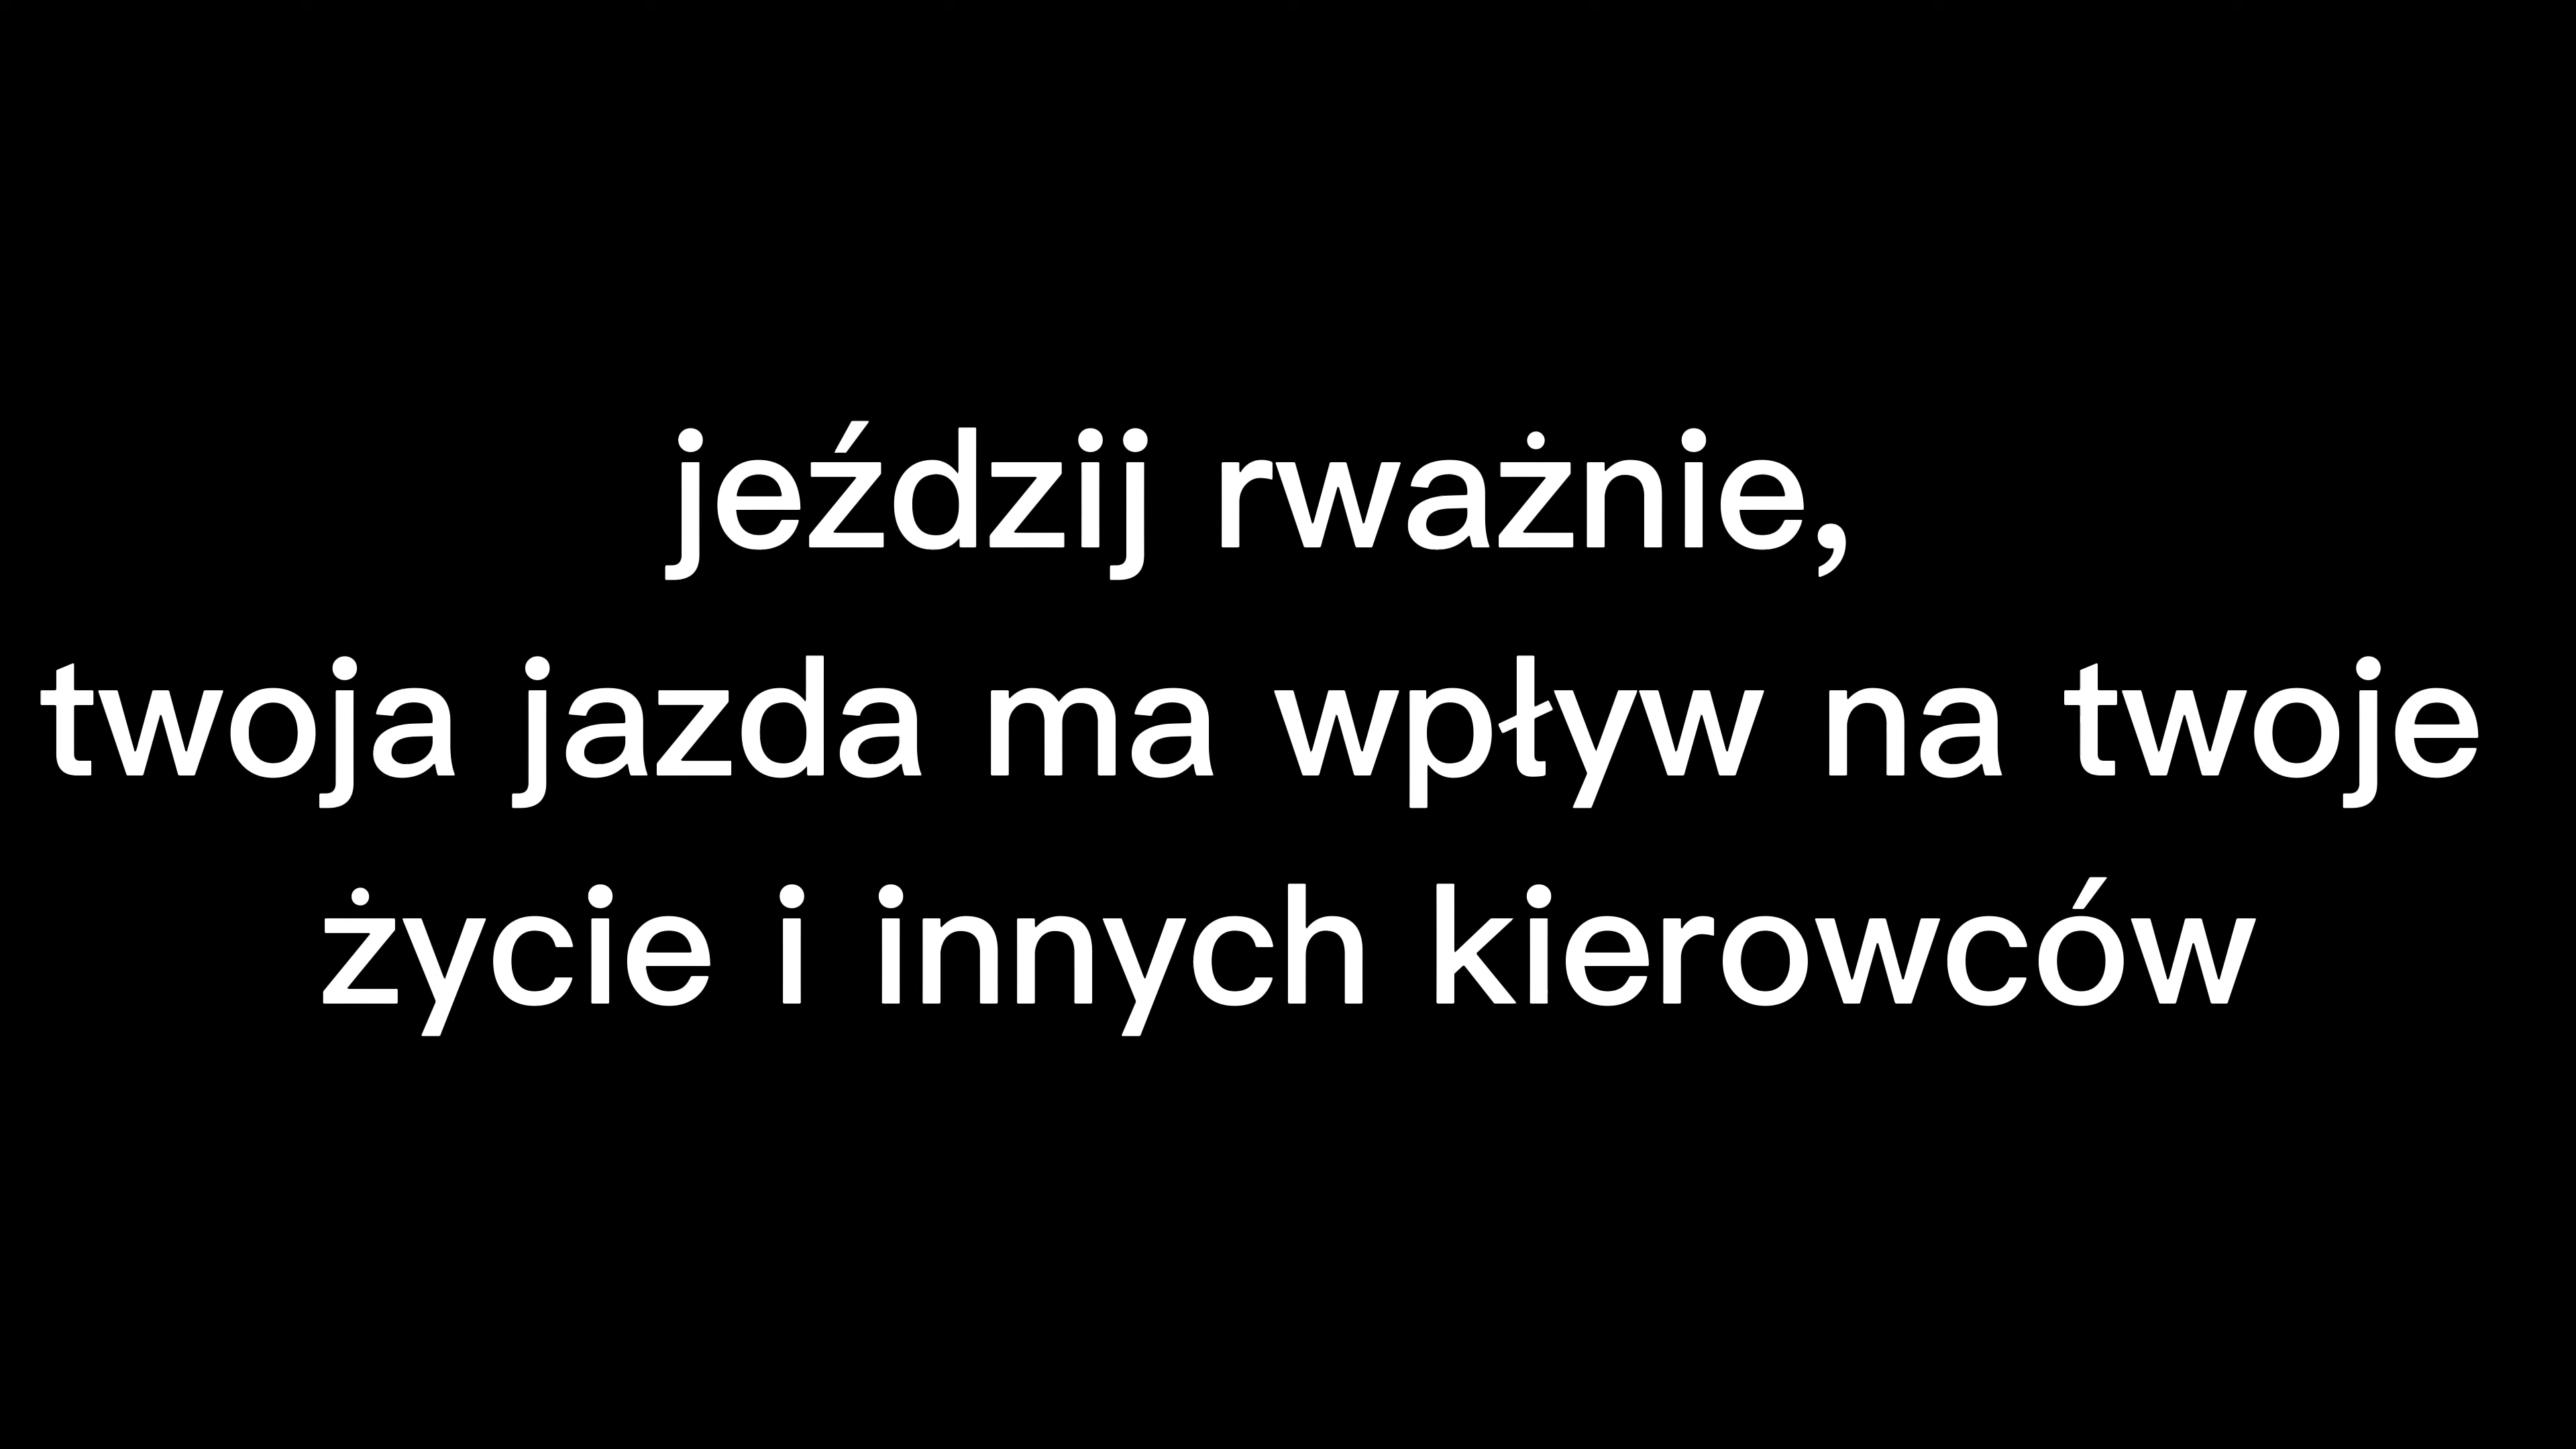 jeździj rważnie,
twoja jazda ma wpływ na twoje
życie i innych kierowców